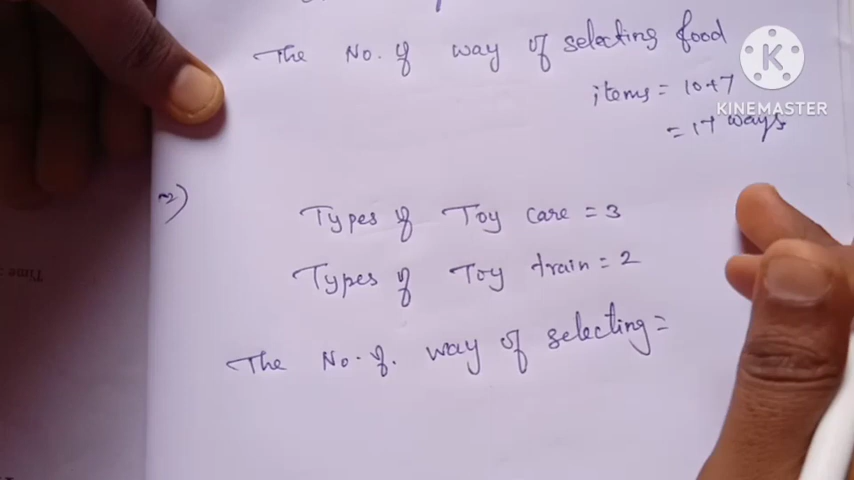 The No. of way of selecting food
items = 10+7
= 17 ways
KINEMASTER
2)
Types of Toy care = 3
Types of Toy train = 2
The No. of. way of selecting =
Time